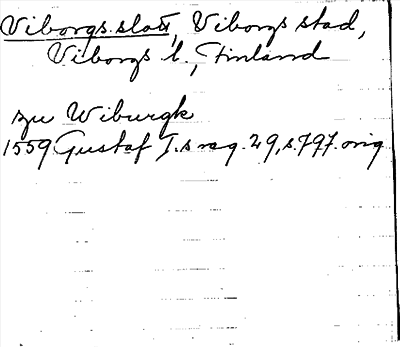 Viborgs slott, Viborgs stad,
Viborgs l., Finland
zu Wiburgk
1559 Gustaf I.s reg. 29, s. 797. orig